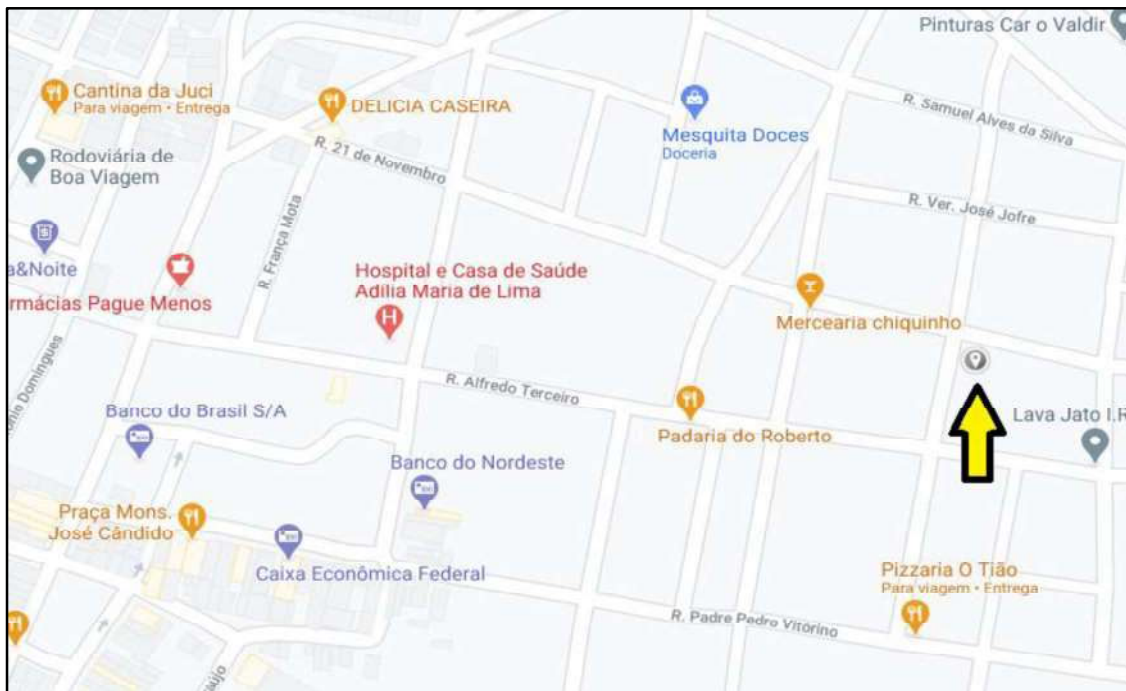 Pinturas Car o Valdir
Cantina da Juci
Para viagem • Entrega
DELICIA CASEIRA
R. Samuel Alves da Silva
Mesquita Doces
Doceria
R. 21 de Novembro
Rodoviária de
Boa Viagem
R. Ver. José Jofre
R. França Mota
a&Noite
Hospital e Casa de Saúde
Adília Maria de Lima
rmácias Pague Menos
Mercearia chiquinho
ônio Domingues
R. Alfredo Terceiro
Banco do Brasil S/A
Lava Jato I.R
Padaria do Roberto
Banco do Nordeste
Praça Mons.
José Cândido
Caixa Econômica Federal
Pizzaria O Tião
Para viagem • Entrega
R. Padre Pedro Vitorino
aújo